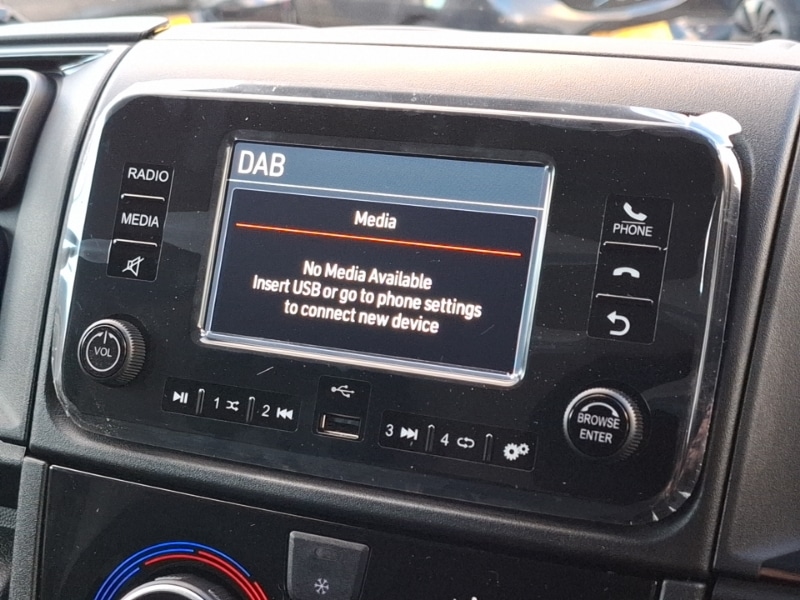 DAB
RADIO
MEDIA
Media
No Media Available
Insert USB or go to phone settings
to connect new device
PHONE
VOL
1
2
3
4
BROWSE
ENTER